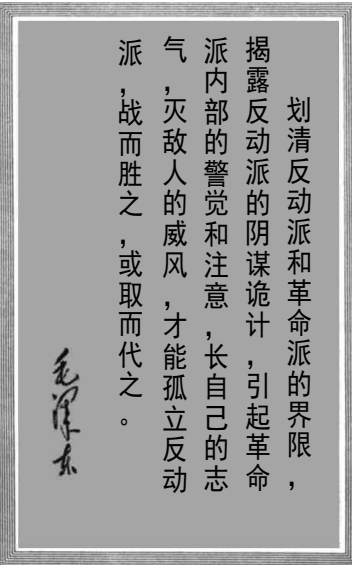 划清反动派和革命派的界限，
揭露反动派的阴谋诡计，引起革命
派内部的警觉和注意，长自己的志
气，灭敌人的威风，才能孤立反动
派，战而胜之，或取而代之。
毛泽东